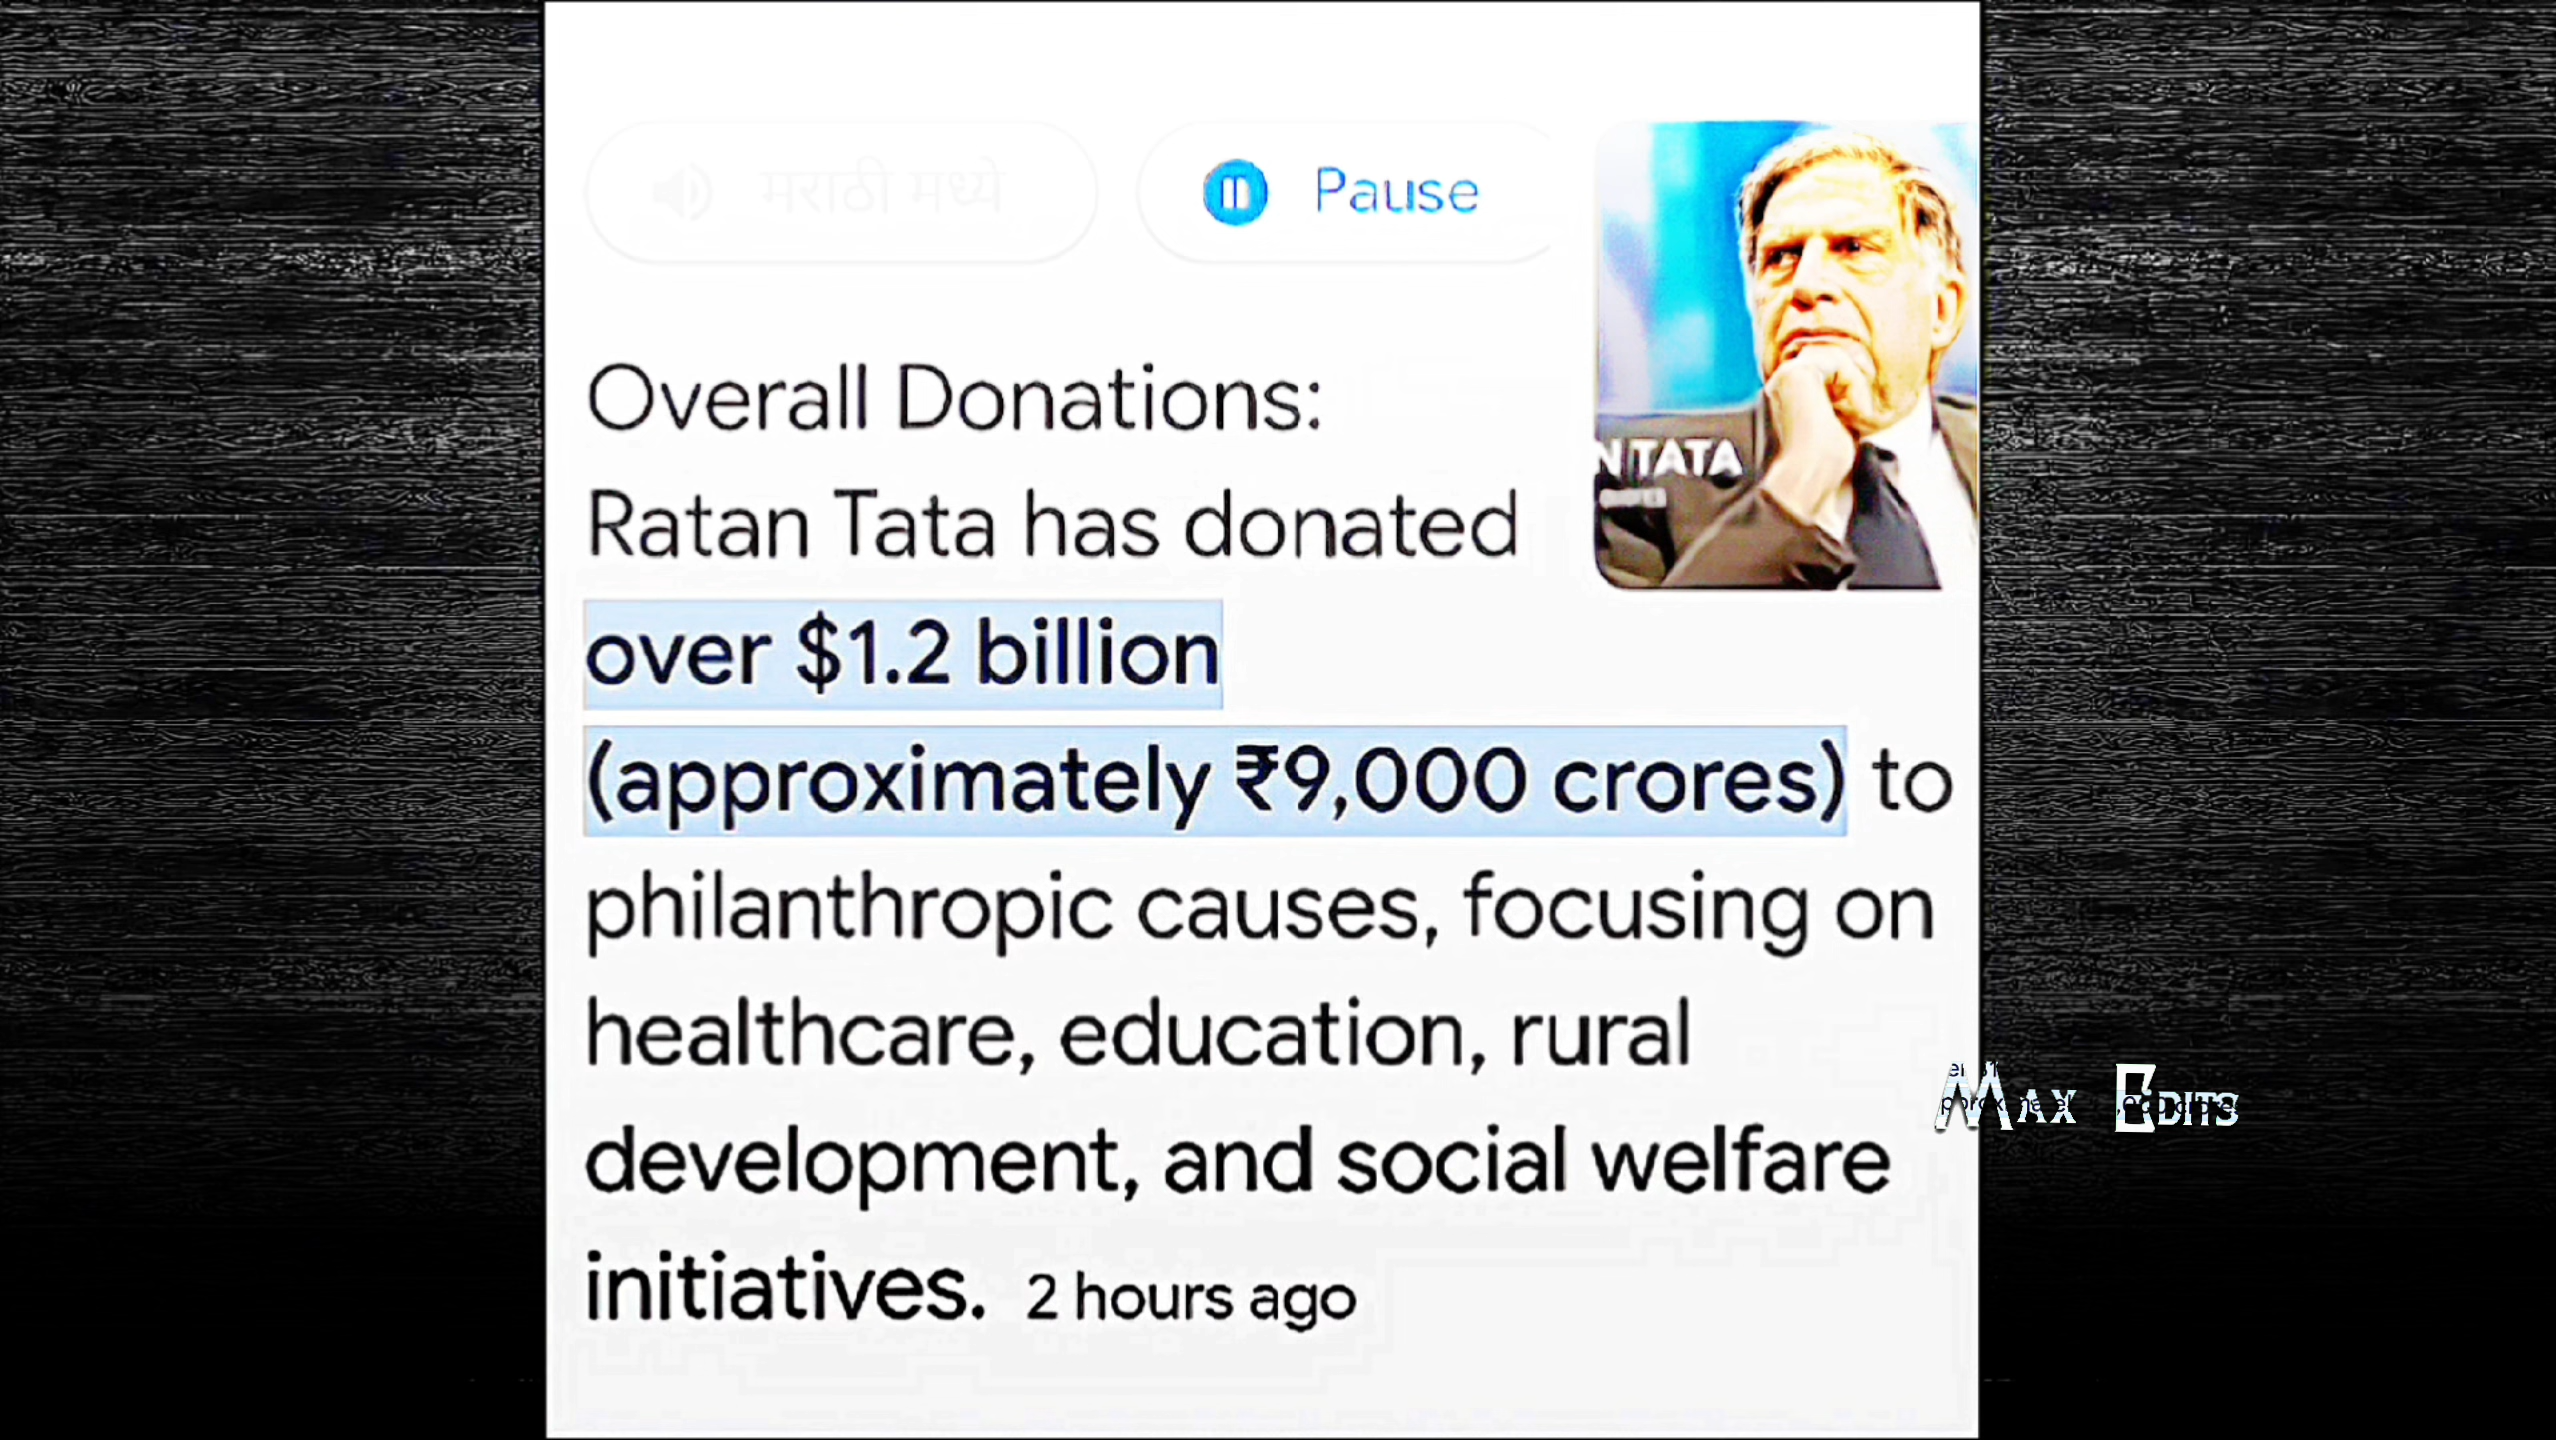 मराठी मध्ये
Pause
N TATA
Overall Donations:
Ratan Tata has donated
over $1.2 billion
(approximately ₹9,000 crores) to
philanthropic causes, focusing on
healthcare, education, rural
development, and social welfare
initiatives. 2 hours ago
Max Edits